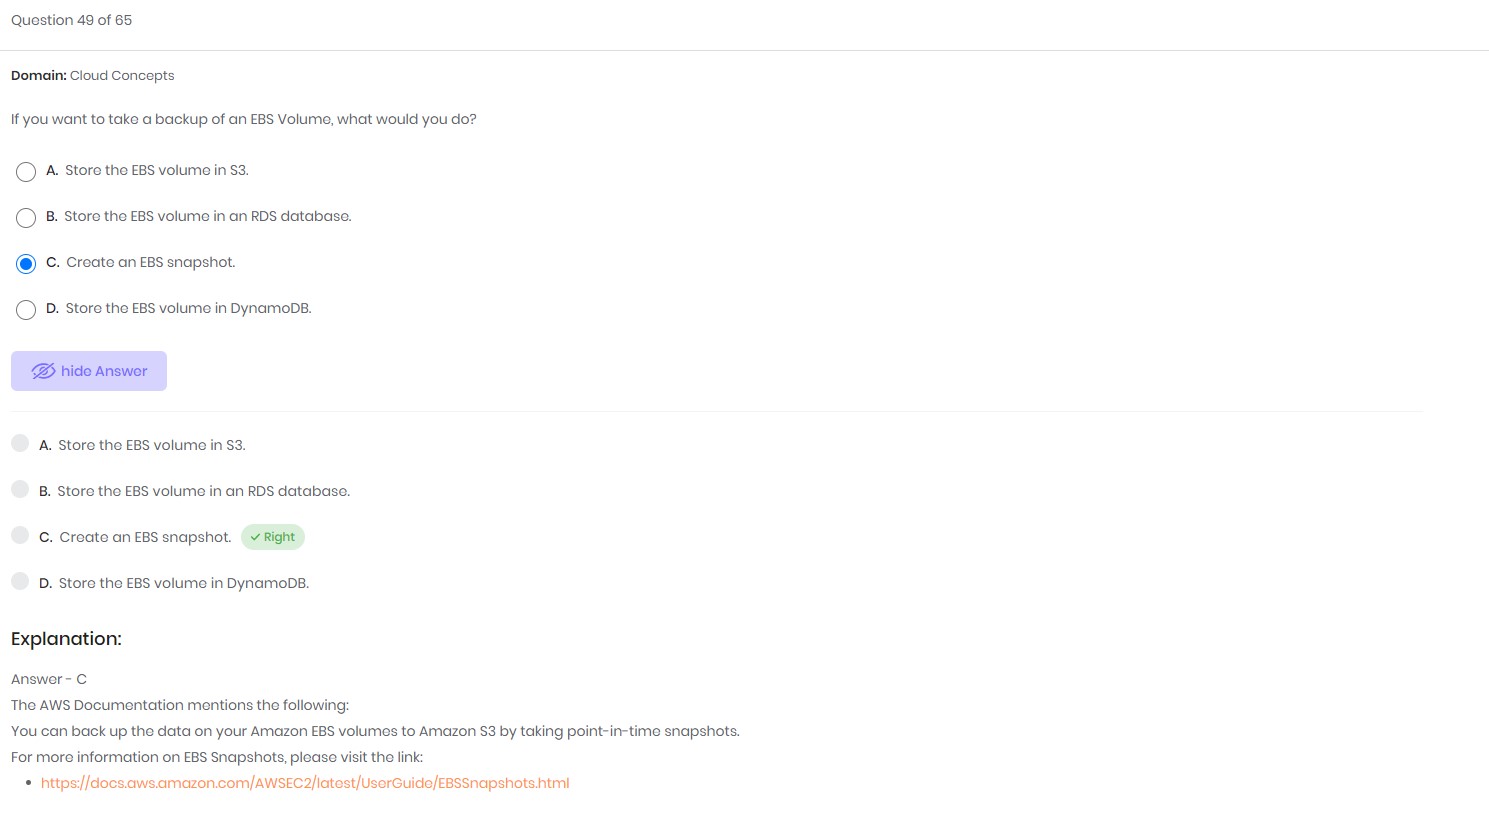 Question 49 of 65
Domain: Cloud Concepts
If you want to take a backup of an EBS Volume, what would you do?
A. Store the EBS volume in S3.
B. Store the EBS volume in an RDS database.
C. Create an EBS snapshot.
D. Store the EBS volume in DynamoDB.
hide Answer
A. Store the EBS volume in S3.
B. Store the EBS volume in an RDS database.
C. Create an EBS snapshot. Right
D. Store the EBS volume in DynamoDB.
Explanation:
Answer - C
The AWS Documentation mentions the following:
You can back up the data on your Amazon EBS volumes to Amazon S3 by taking point-in-time snapshots.
For more information on EBS Snapshots, please visit the link:
https://docs.aws.amazon.com/AWSEC2/latest/UserGuide/EBSSnapshots.html